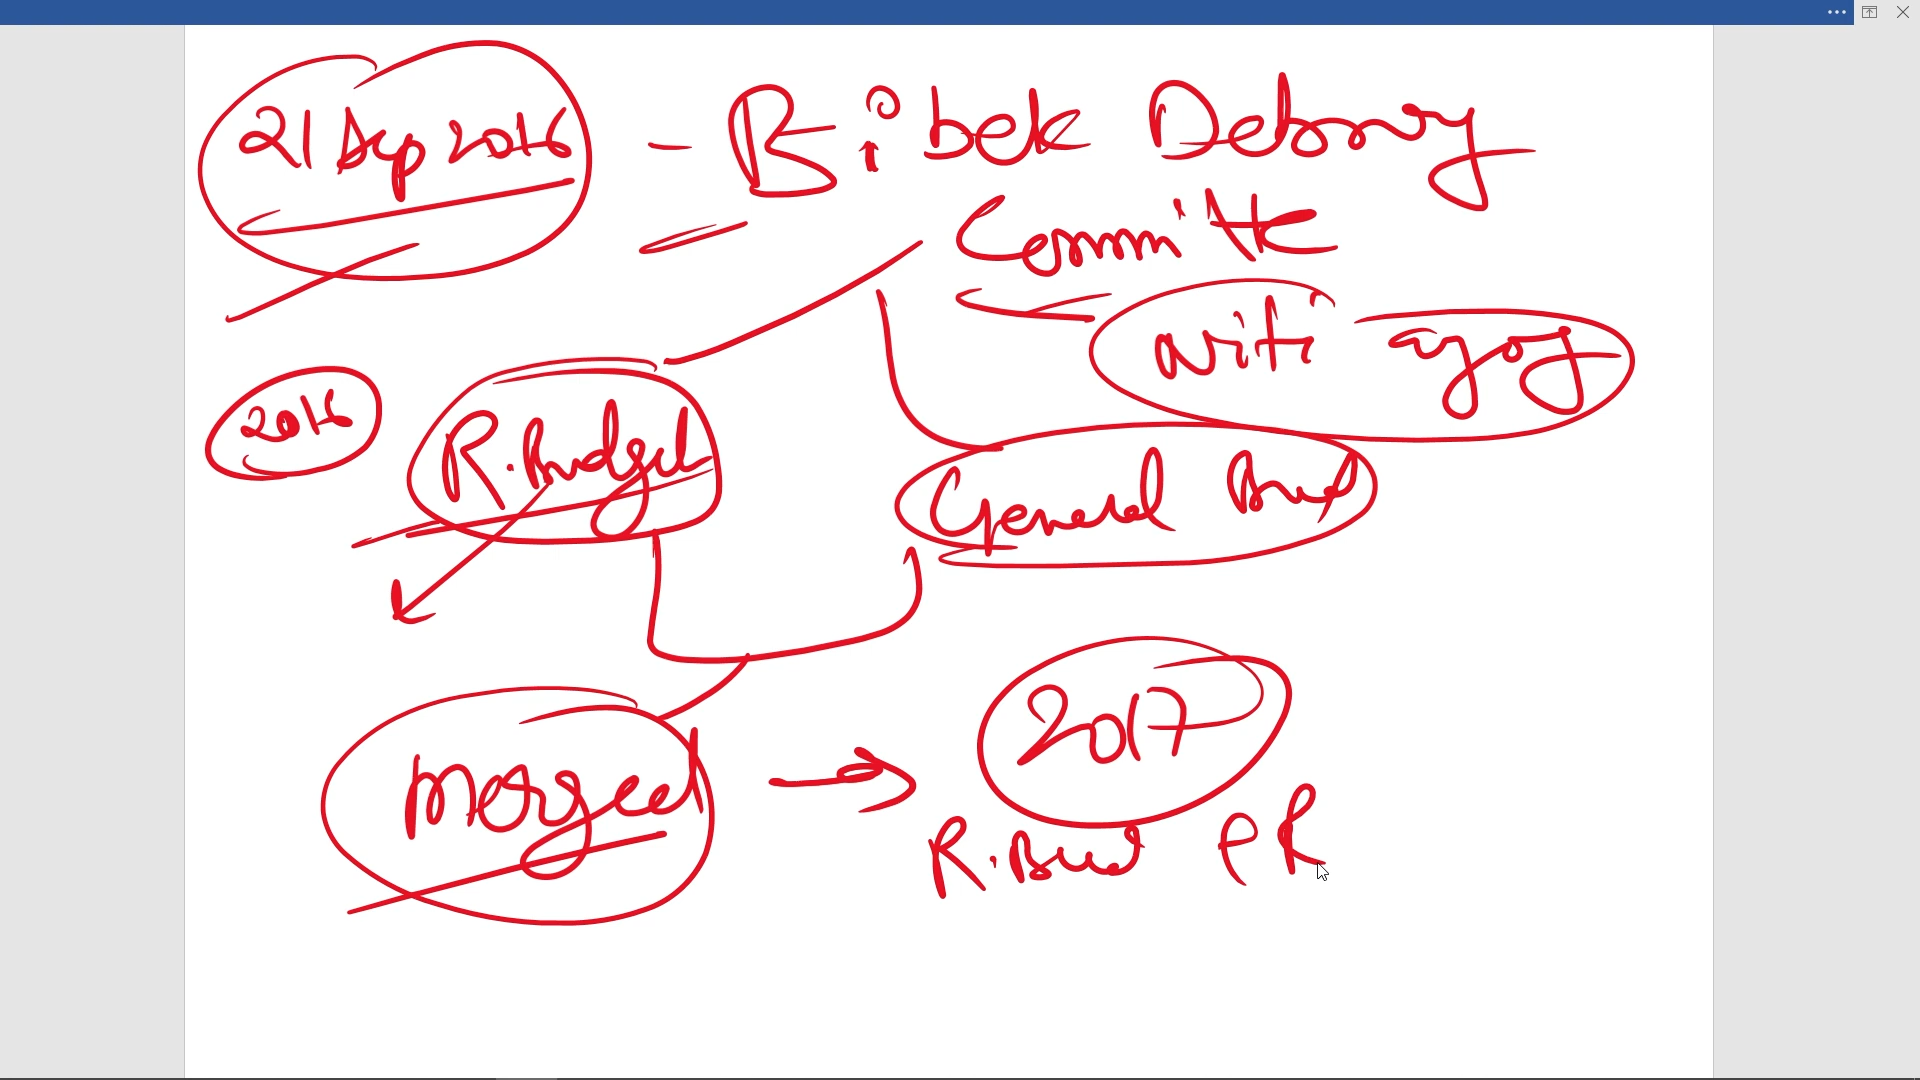 21 Sep 2016 - Bibek Debroy
Committe
Niti ayog
2016
R. Budget
General Bud
Merged → 2017
R. Bud